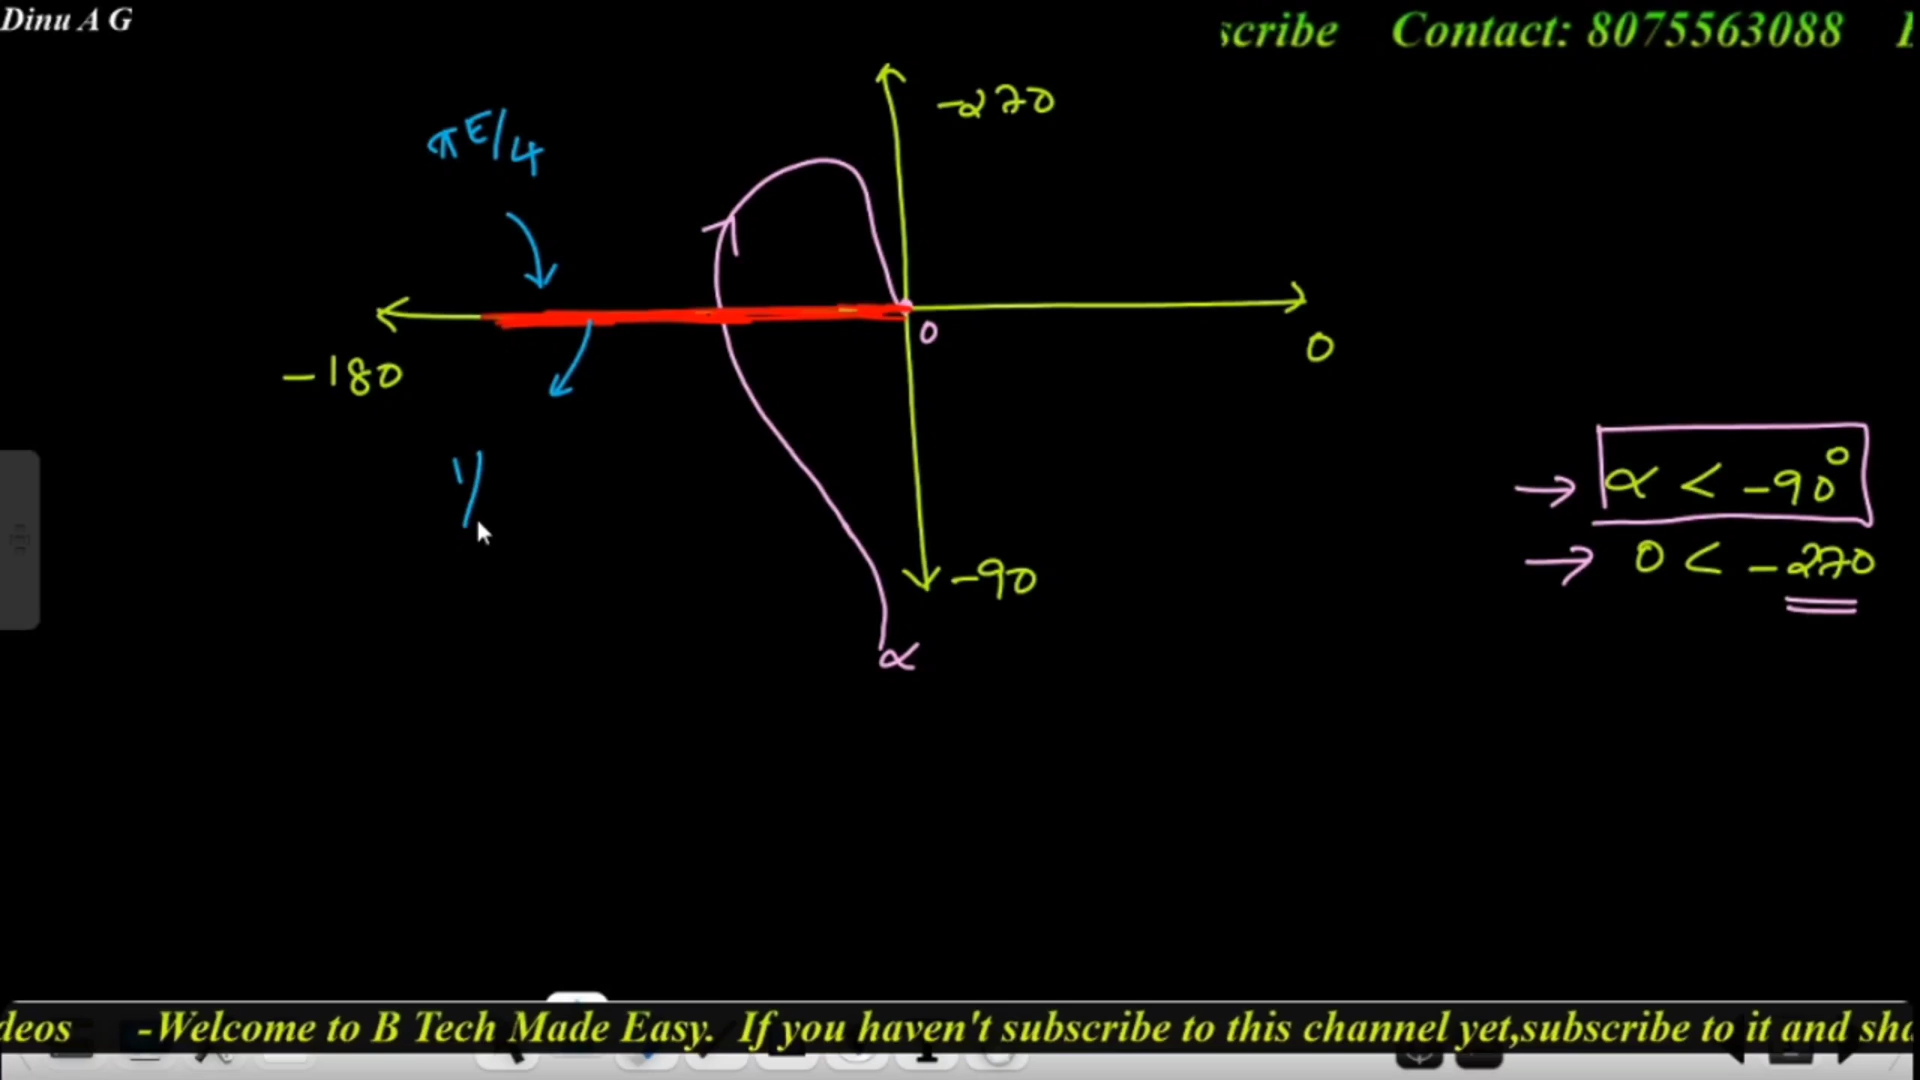 Dinu A G
scribe Contact: 8075563088
-270
πE/4
0
0
-180
α < -90°
0 < -270
1/
-90
α
deos -Welcome to B Tech Made Easy. If you haven't subscribe to this channel yet,subscribe to it and sha